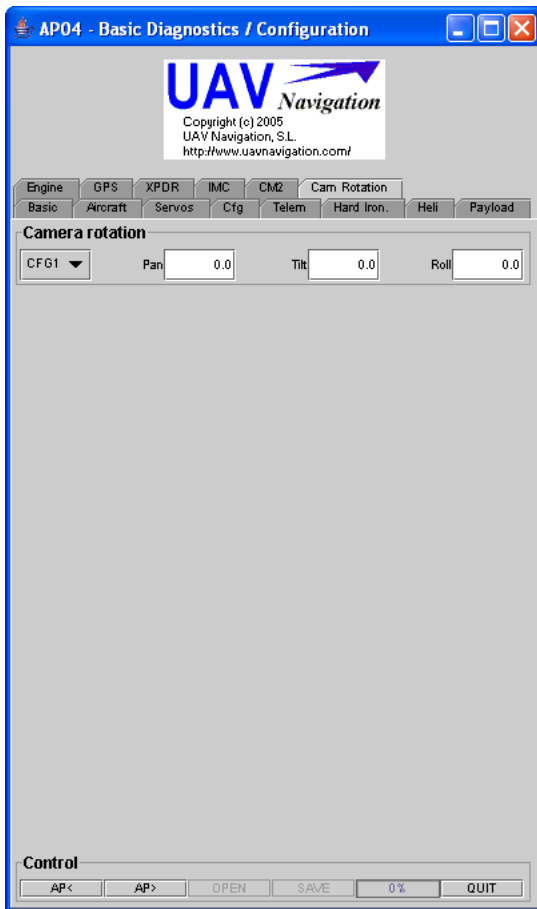 AP04 - Basic Diagnostics / Configuration
UAV Navigation
Copyright (c) 2005
UAV Navigation, S.L.
http://www.uavnavigation.com/
Engine GPS XPDR IMC CM2 Cam Rotation
Basic Aircraft Servos Cfg Telem Hard Iron. Heli Payload
Camera rotation
CFG1 Pan 0.0 Tilt 0.0 Roll 0.0
Control
AP< AP> OPEN SAVE 0% QUIT